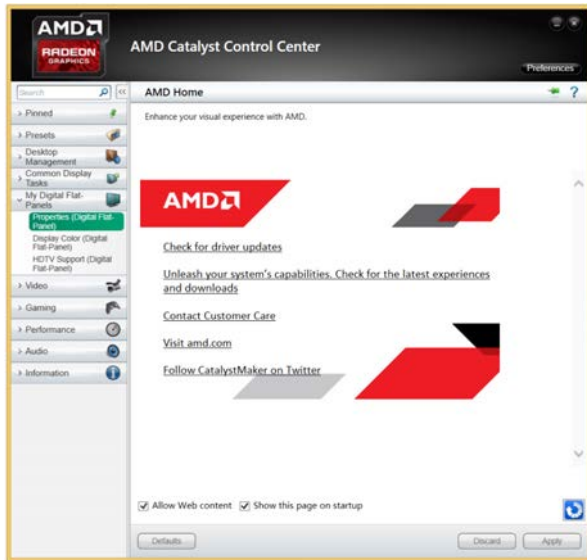 AMD
RADEON
GRAPHICS
AMD Catalyst Control Center
Preferences
Search
«
AMD Home
?
› Pinned
Enhance your visual experience with AMD.
› Presets
› Desktop
Management
› Common Display
Tasks
My Digital Flat-
Panels
Properties (Digital Flat-
Panel)
Display Color (Digital
Flat-Panel)
HDTV Support (Digital
Flat-Panel)
› Video
› Gaming
› Performance
› Audio
› Information
AMD
Check for driver updates
Unleash your system's capabilities. Check for the latest experiences
and downloads
Contact Customer Care
Visit amd.com
Follow CatalystMaker on Twitter
Allow Web content
Show this page on startup
Defaults
Discard
Apply